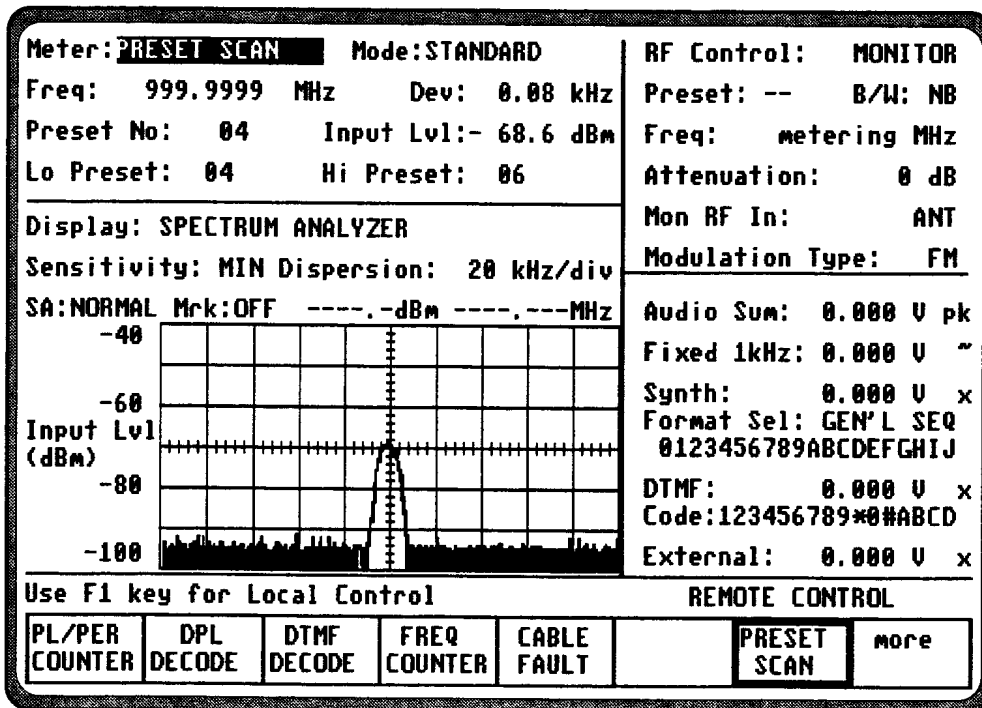 Meter:PRESET SCAN Mode:STANDARD
Freq: 999.9999 MHz Dev: 0.08 kHz
Preset No: 04 Input Lvl:- 68.6 dBm
Lo Preset: 04 Hi Preset: 06
Display: SPECTRUM ANALYZER
Sensitivity: MIN Dispersion: 20 kHz/div
SA:NORMAL Mrk:OFF ----.-dBm ----.---MHz
-40
-60
Input Lvl
(dBm)
-80
-100
RF Control: MONITOR
Preset: -- B/W: NB
Freq: metering MHz
Attenuation: 0 dB
Mon RF In: ANT
Modulation Type: FM
Audio Sum: 0.000 V pk
Fixed 1kHz: 0.000 V ~
Synth: 0.000 V x
Format Sel: GEN'L SEQ
0123456789ABCDEFGHIJ
DTMF: 0.000 V x
Code:123456789*0#ABCD
External: 0.000 V x
Use F1 key for Local Control REMOTE CONTROL
PL/PER COUNTER
DPL DECODE
DTMF DECODE
FREQ COUNTER
CABLE FAULT
PRESET SCAN
more